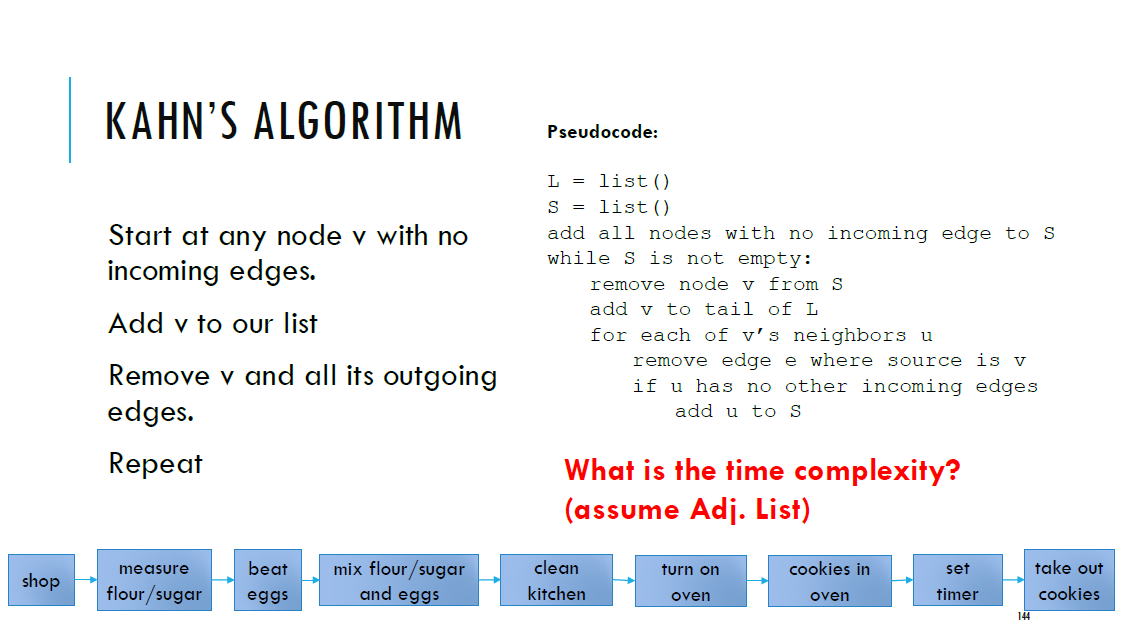 KAHN'S ALGORITHM
Start at any node v with no
incoming edges.
Add v to our list
Remove v and all its outgoing
edges.
Repeat
Pseudocode:
L = list()
S = list()
add all nodes with no incoming edge to S
while S is not empty:
remove node v from S
add v to tail of L
for each of v's neighbors u
remove edge e where source is v
if u has no other incoming edges
add u to S
What is the time complexity?
(assume Adj. List)
shop
measure
flour/sugar
beat
eggs
mix flour/sugar
and eggs
clean
kitchen
turn on
oven
cookies in
oven
set
timer
take out
cookies
144